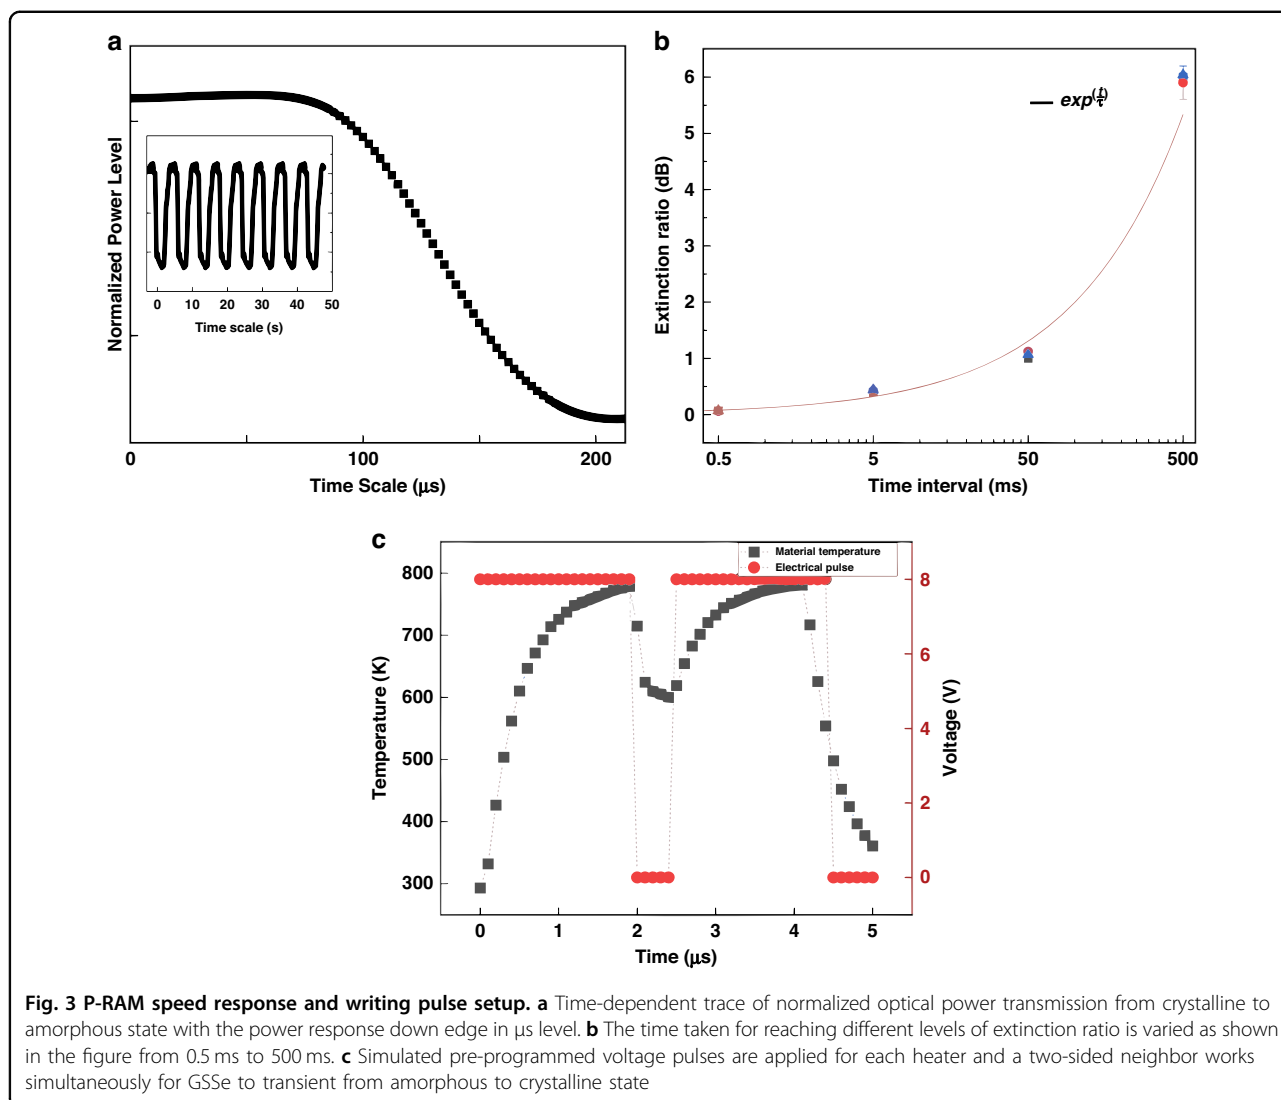 a
Normalized Power Level
0
100
200
Time Scale (μs)
0
10
20
30
40
50
Time scale (s)
b
Extinction ratio (dB)
6
5
4
3
2
1
0
exp(t/τ)
0.5
5
50
500
Time interval (ms)
c
Material temperature
Electrical pulse
Temperature (K)
800
700
600
500
400
300
Voltage (V)
8
6
4
2
0
0
1
2
3
4
5
Time (μs)
Fig. 3 P-RAM speed response and writing pulse setup. a Time-dependent trace of normalized optical power transmission from crystalline to
amorphous state with the power response down edge in μs level. b The time taken for reaching different levels of extinction ratio is varied as shown
in the figure from 0.5 ms to 500 ms. c Simulated pre-programmed voltage pulses are applied for each heater and a two-sided neighbor works
simultaneously for GSSe to transient from amorphous to crystalline state